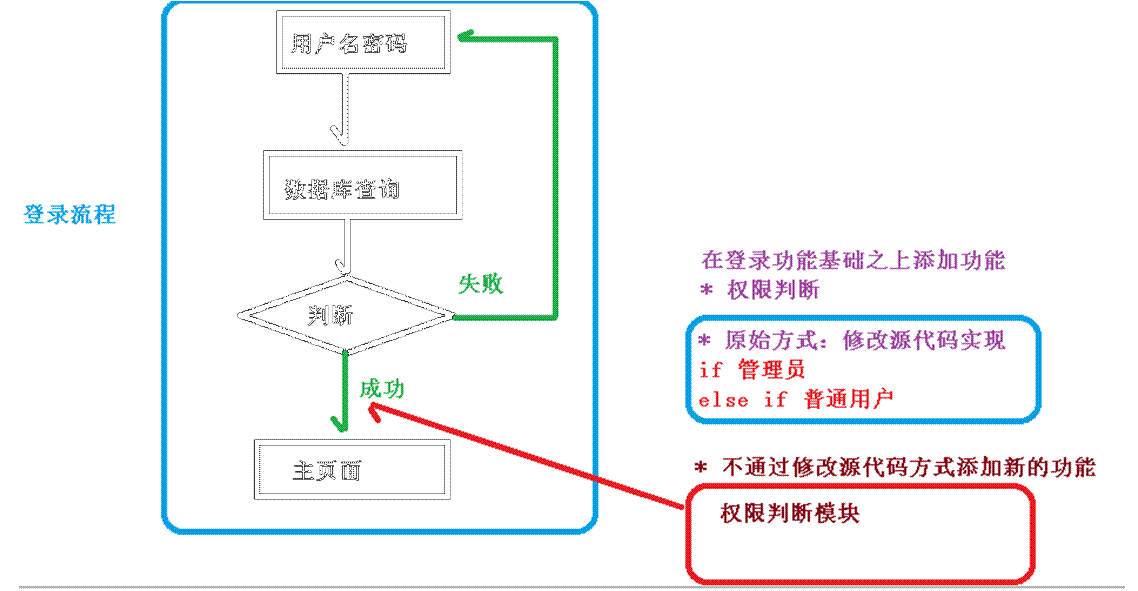 用户名密码
数据库查询
登录流程
判断
失败
成功
主页面
在登录功能基础之上添加功能
* 权限判断
* 原始方式：修改源代码实现
if 管理员
else if 普通用户
* 不通过修改源代码方式添加新的功能
权限判断模块